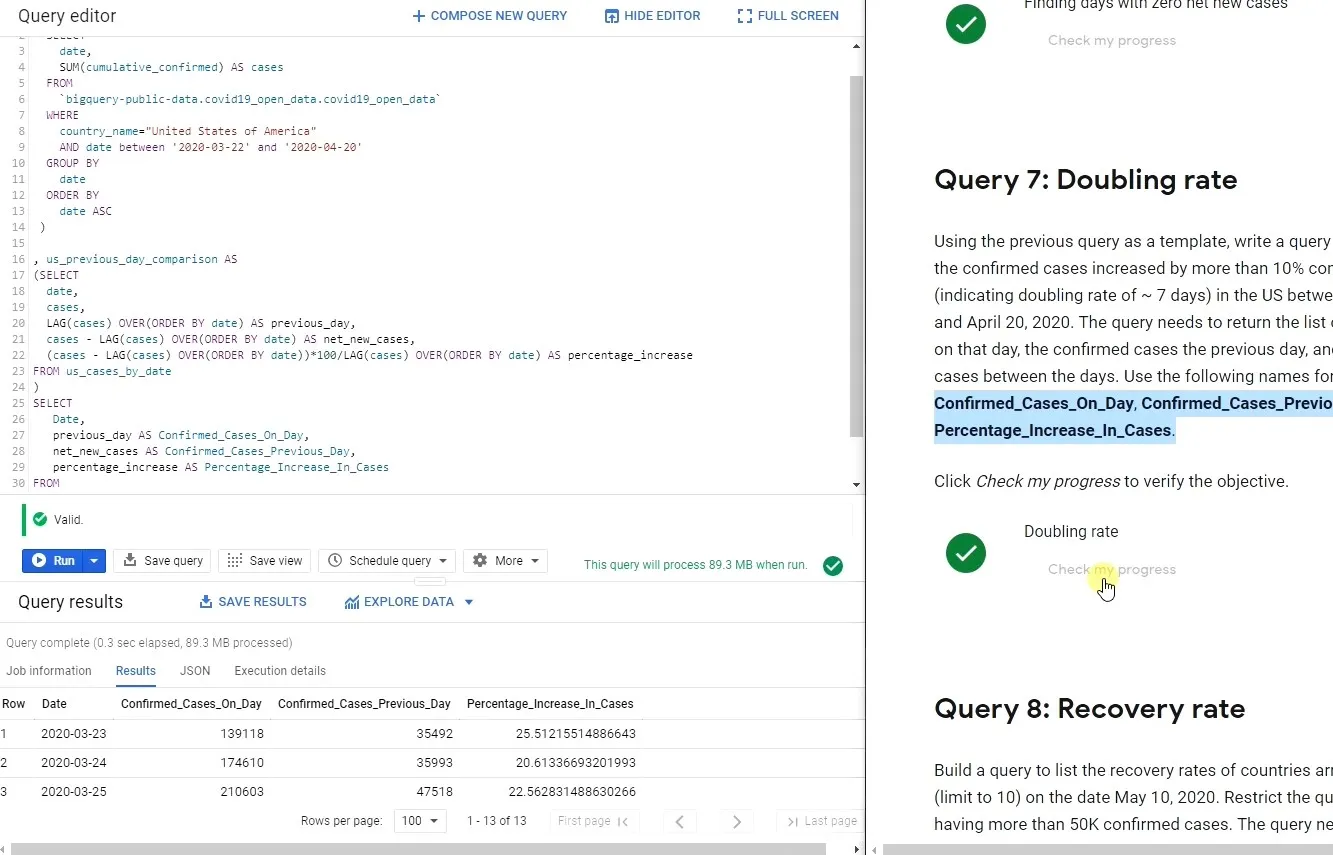 Query editor
COMPOSE NEW QUERY
HIDE EDITOR
FULL SCREEN
2 SELECT
3 date,
4 SUM(cumulative_confirmed) AS cases
5 FROM
6 `bigquery-public-data.covid19_open_data.covid19_open_data`
7 WHERE
8 country_name="United States of America"
9 AND date between '2020-03-22' and '2020-04-20'
10 GROUP BY
11 date
12 ORDER BY
13 date ASC
14 )
15
16 , us_previous_day_comparison AS
17 (SELECT
18 date,
19 cases,
20 LAG(cases) OVER(ORDER BY date) AS previous_day,
21 cases - LAG(cases) OVER(ORDER BY date) AS net_new_cases,
22 (cases - LAG(cases) OVER(ORDER BY date))*100/LAG(cases) OVER(ORDER BY date) AS percentage_increase
23 FROM us_cases_by_date
24 )
25 SELECT
26 Date,
27 previous_day AS Confirmed_Cases_On_Day,
28 net_new_cases AS Confirmed_Cases_Previous_Day,
29 percentage_increase AS Percentage_Increase_In_Cases
30 FROM
Valid.
Run
Save query
Save view
Schedule query
More
This query will process 89.3 MB when run.
Query results
SAVE RESULTS
EXPLORE DATA
Query complete (0.3 sec elapsed, 89.3 MB processed)
Job information Results JSON Execution details
Row Date Confirmed_Cases_On_Day Confirmed_Cases_Previous_Day Percentage_Increase_In_Cases
1 2020-03-23 139118 35492 25.51215514886643
2 2020-03-24 174610 35993 20.61336693201993
3 2020-03-25 210603 47518 22.562831488630266
Rows per page: 100 1 - 13 of 13 First page Last page
Finding days with zero net new cases
Check my progress
Query 7: Doubling rate
Using the previous query as a template, write a query
the confirmed cases increased by more than 10% cor
(indicating doubling rate of ~ 7 days) in the US betwe
and April 20, 2020. The query needs to return the list
on that day, the confirmed cases the previous day, an
cases between the days. Use the following names for
Confirmed_Cases_On_Day, Confirmed_Cases_Previo
Percentage_Increase_In_Cases.
Click Check my progress to verify the objective.
Doubling rate
Check my progress
Query 8: Recovery rate
Build a query to list the recovery rates of countries arr
(limit to 10) on the date May 10, 2020. Restrict the qu
having more than 50K confirmed cases. The query ne